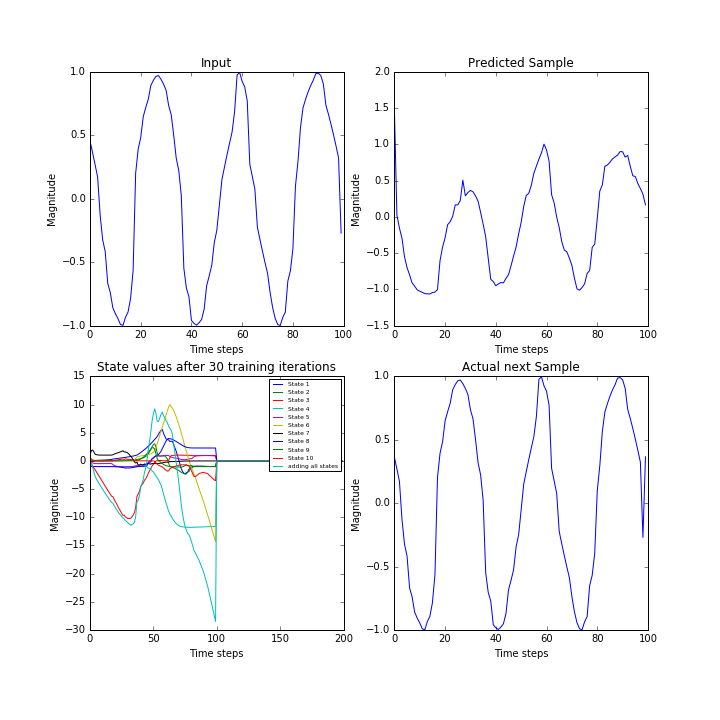 Input
1.0
0.5
0.0
−0.5
−1.0
Magnitude
0 20 40 60 80 100
Time steps
Predicted Sample
2.0
1.5
1.0
0.5
0.0
−0.5
−1.0
−1.5
Magnitude
0 20 40 60 80 100
Time steps
State values after 30 training iterations
15
10
5
0
−5
−10
−15
−20
−25
−30
Magnitude
0 50 100 150 200
Time steps
State 1
State 2
State 3
State 4
State 5
State 6
State 7
State 8
State 9
State 10
adding all states
Actual next Sample
1.0
0.5
0.0
−0.5
−1.0
Magnitude
0 20 40 60 80 100
Time steps